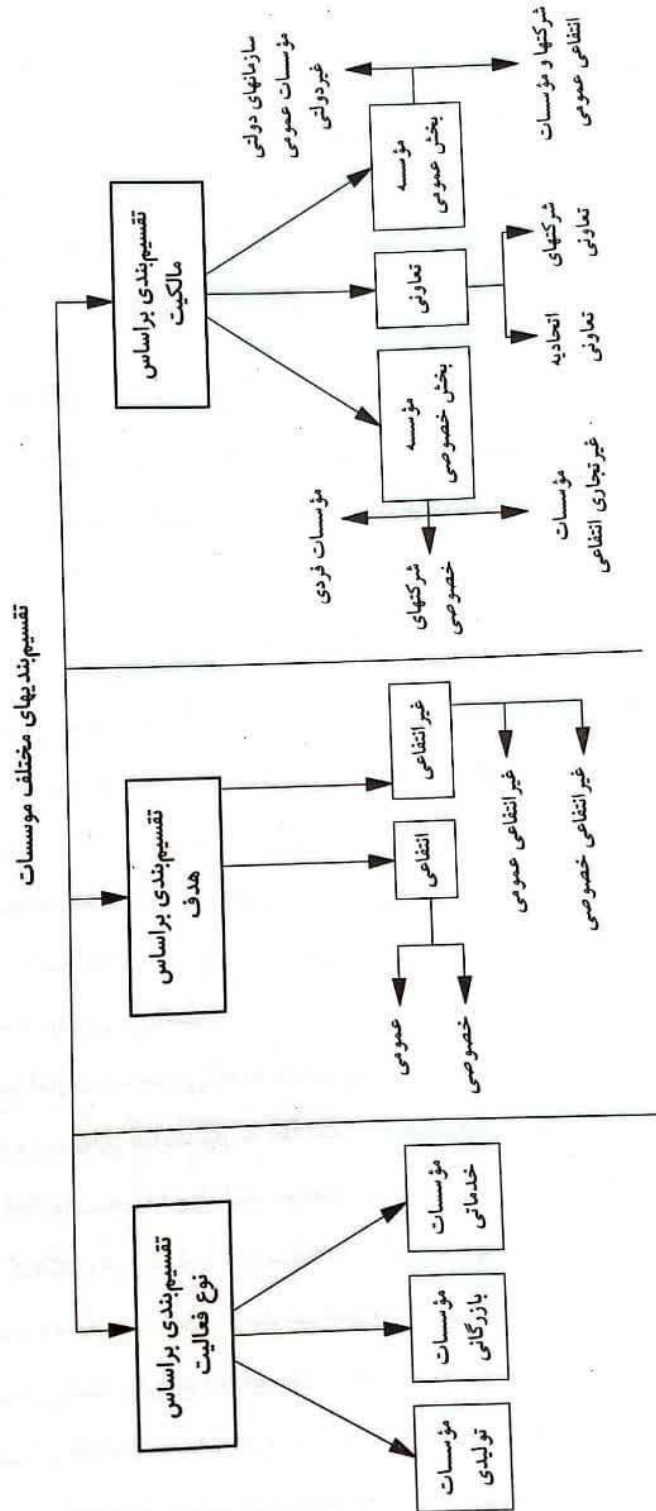 تقسیم‌بندیهای مختلف موسسات
تقسیم‌بندی براساس
مالکیت
مؤسسه
بخش عمومی
سازمانهای دولتی
مؤسسات عمومی
غیردولتی
شرکتها و مؤسسات
انتفاعی عمومی
تعاونی
شرکتهای
تعاونی
اتحادیه
تعاونی
مؤسسه
بخش خصوصی
مؤسسات فردی
شرکتهای
خصوصی
مؤسسات
غیرتجاری انتفاعی
تقسیم‌بندی براساس
هدف
غیرانتفاعی
غیرانتفاعی عمومی
غیرانتفاعی خصوصی
انتفاعی
عمومی
خصوصی
تقسیم‌بندی براساس
نوع فعالیت
مؤسسات
خدماتی
مؤسسات
بازرگانی
مؤسسات
تولیدی